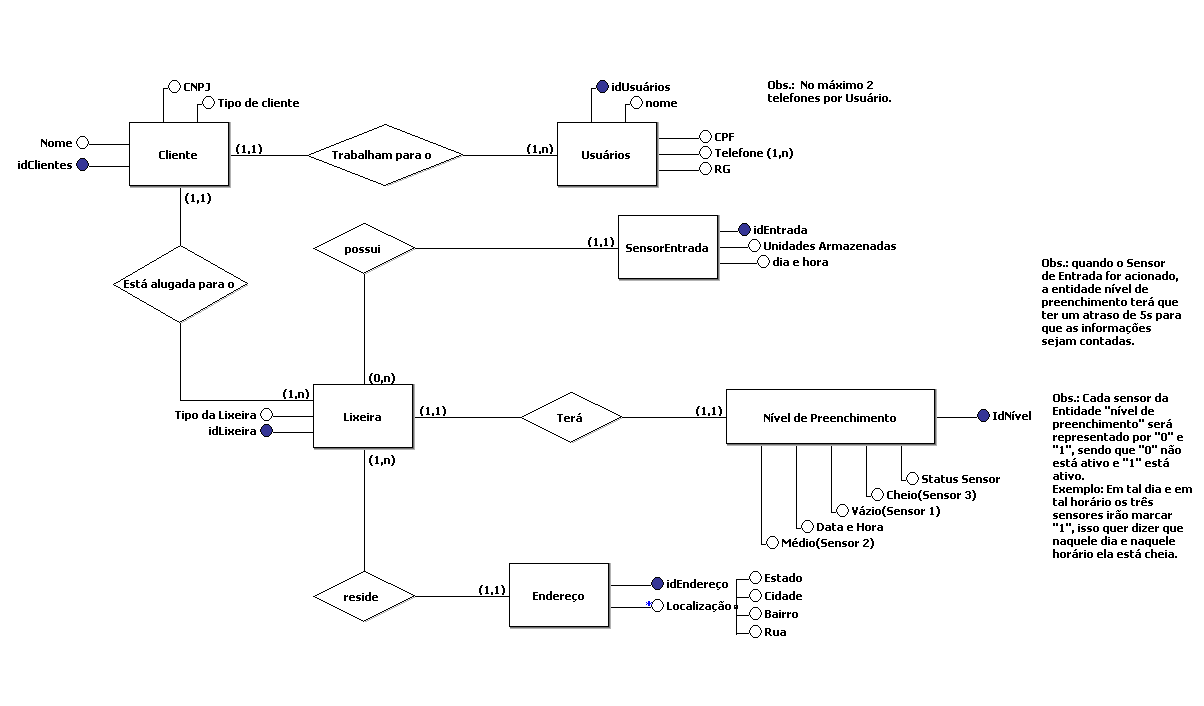 CNPJ
Tipo de cliente
Nome
idClientes
Cliente
(1,1)
Trabalham para o
(1,n)
idUsuários
nome
Usuários
CPF
Telefone (1,n)
RG
Obs.: No máximo 2
telefones por Usuário.
(1,1)
Está alugada para o
(1,n)
possui
(1,1)
SensorEntrada
idEntrada
Unidades Armazenadas
dia e hora
(0,n)
Obs.: quando o Sensor
de Entrada for acionado,
a entidade nível de
preenchimento terá que
ter um atraso de 5s para
que as informações
sejam contadas.
Tipo da Lixeira
idLixeira
Lixeira
(1,1)
Terá
(1,1)
Nível de Preenchimento
IdNível
Status Sensor
Cheio(Sensor 3)
Vázio(Sensor 1)
Data e Hora
Médio(Sensor 2)
Obs.: Cada sensor da
Entidade "nível de
preenchimento" será
representado por "0" e
"1", sendo que "0" não
está ativo e "1" está
ativo.
Exemplo: Em tal dia e em
tal horário os três
sensores irão marcar
"1", isso quer dizer que
naquele dia e naquele
horário ela está cheia.
(1,n)
reside
(1,1)
Endereço
idEndereço
* Localização
Estado
Cidade
Bairro
Rua